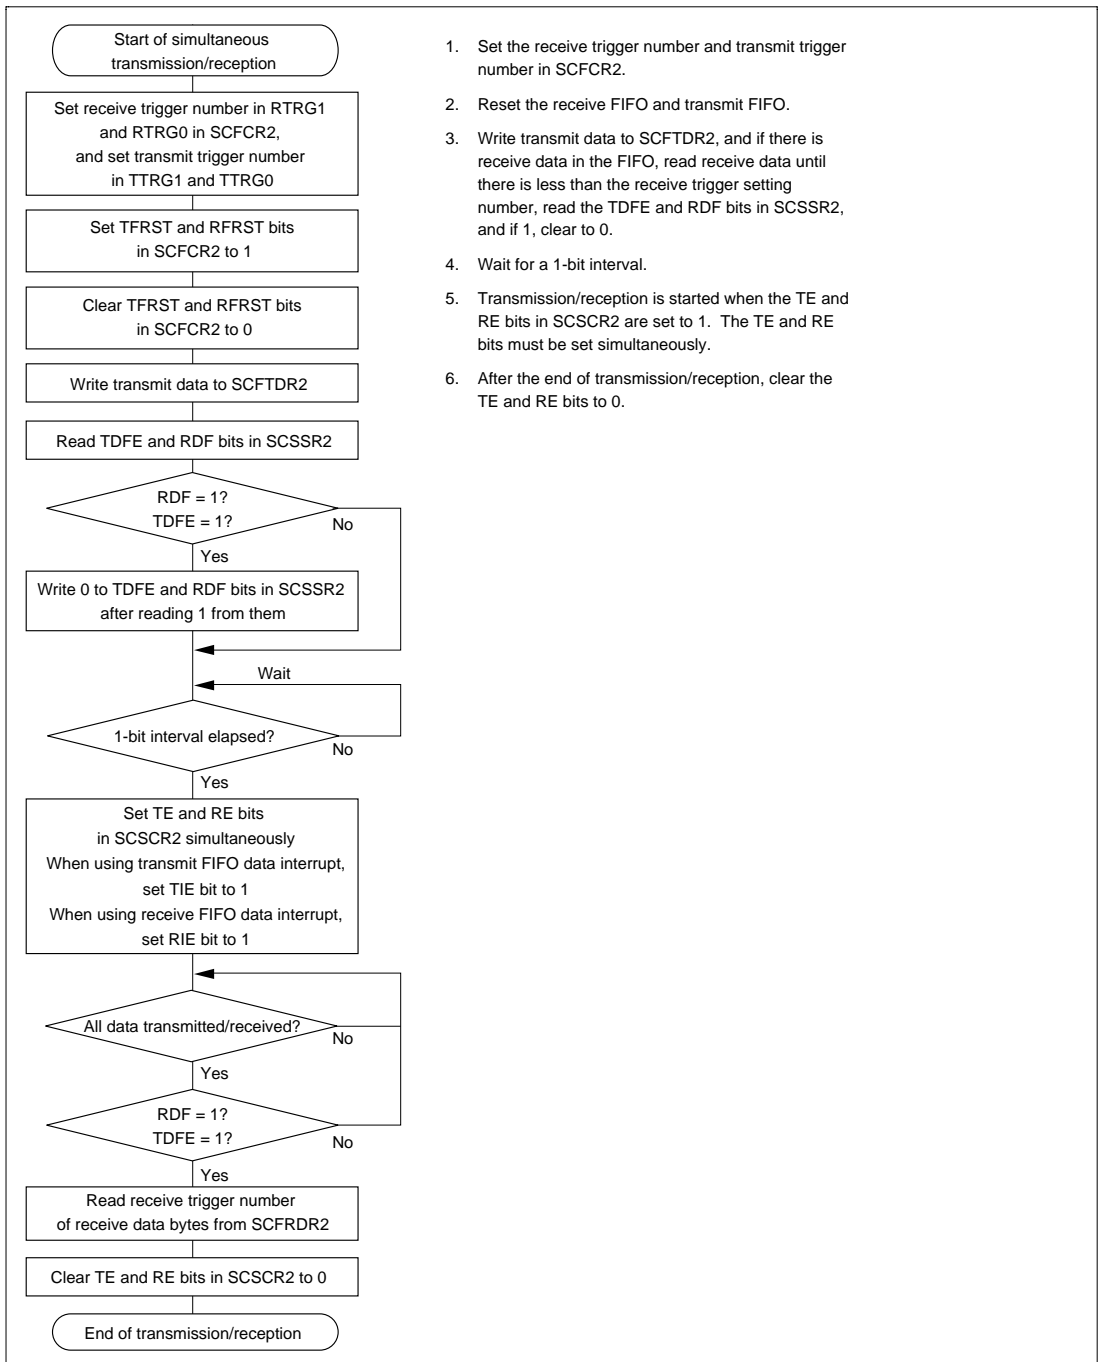 Start of simultaneous
transmission/reception
Set receive trigger number in RTRG1
and RTRG0 in SCFCR2,
and set transmit trigger number
in TTRG1 and TTRG0
Set TFRST and RFRST bits
in SCFCR2 to 1
Clear TFRST and RFRST bits
in SCFCR2 to 0
Write transmit data to SCFTDR2
Read TDFE and RDF bits in SCSSR2
RDF = 1?
TDFE = 1?
No
Yes
Write 0 to TDFE and RDF bits in SCSSR2
after reading 1 from them
Wait
1-bit interval elapsed?
No
Yes
Set TE and RE bits
in SCSCR2 simultaneously
When using transmit FIFO data interrupt,
set TIE bit to 1
When using receive FIFO data interrupt,
set RIE bit to 1
All data transmitted/received?
No
Yes
RDF = 1?
TDFE = 1?
No
Yes
Read receive trigger number
of receive data bytes from SCFRDR2
Clear TE and RE bits in SCSCR2 to 0
End of transmission/reception
1. Set the receive trigger number and transmit trigger
number in SCFCR2.
2. Reset the receive FIFO and transmit FIFO.
3. Write transmit data to SCFTDR2, and if there is
receive data in the FIFO, read receive data until
there is less than the receive trigger setting
number, read the TDFE and RDF bits in SCSSR2,
and if 1, clear to 0.
4. Wait for a 1-bit interval.
5. Transmission/reception is started when the TE and
RE bits in SCSCR2 are set to 1. The TE and RE
bits must be set simultaneously.
6. After the end of transmission/reception, clear the
TE and RE bits to 0.